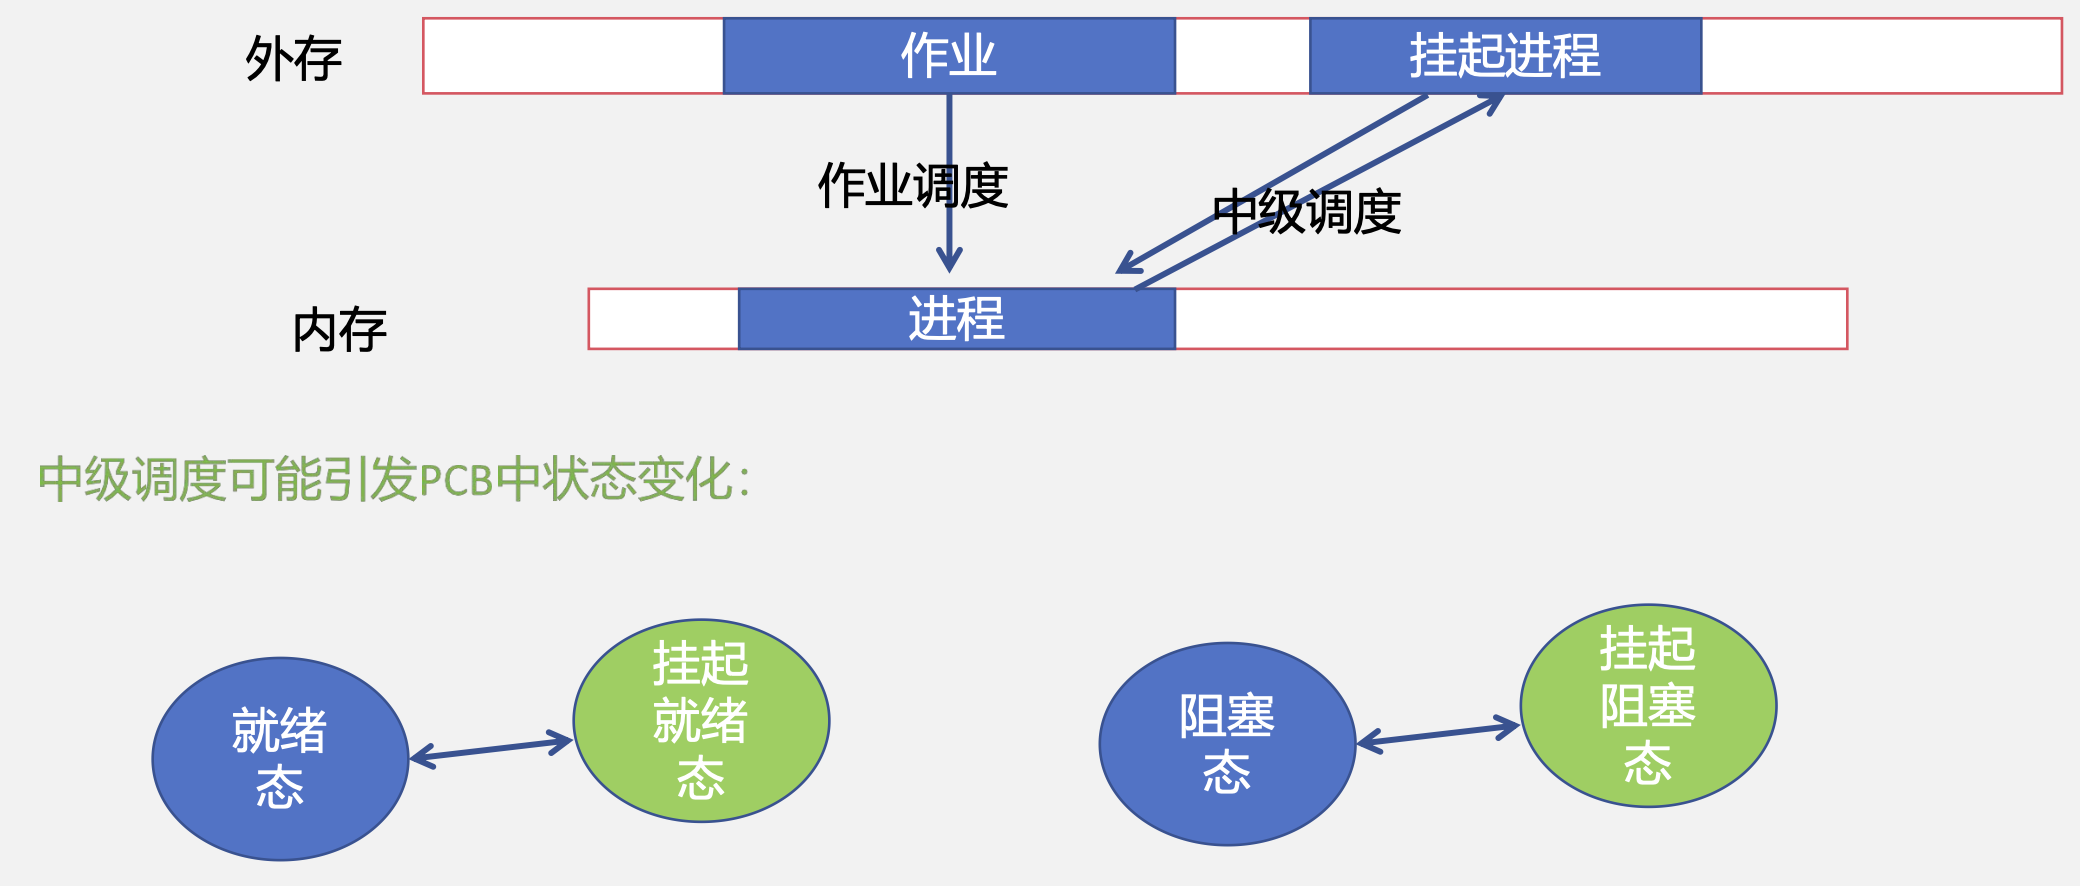 外存
作业
挂起进程
作业调度
中级调度
内存
进程
中级调度可能引发PCB中状态变化：
就绪
态
挂起
就绪
态
阻塞
态
挂起
阻塞
态